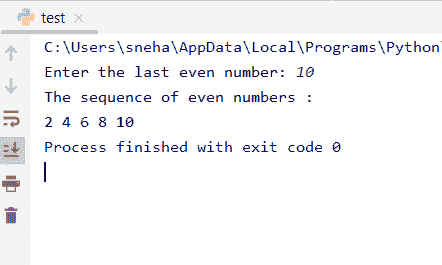 test
C:\Users\sneha\AppData\Local\Programs\Python\
Enter the last even number: 10
The sequence of even numbers :
2 4 6 8 10
Process finished with exit code 0